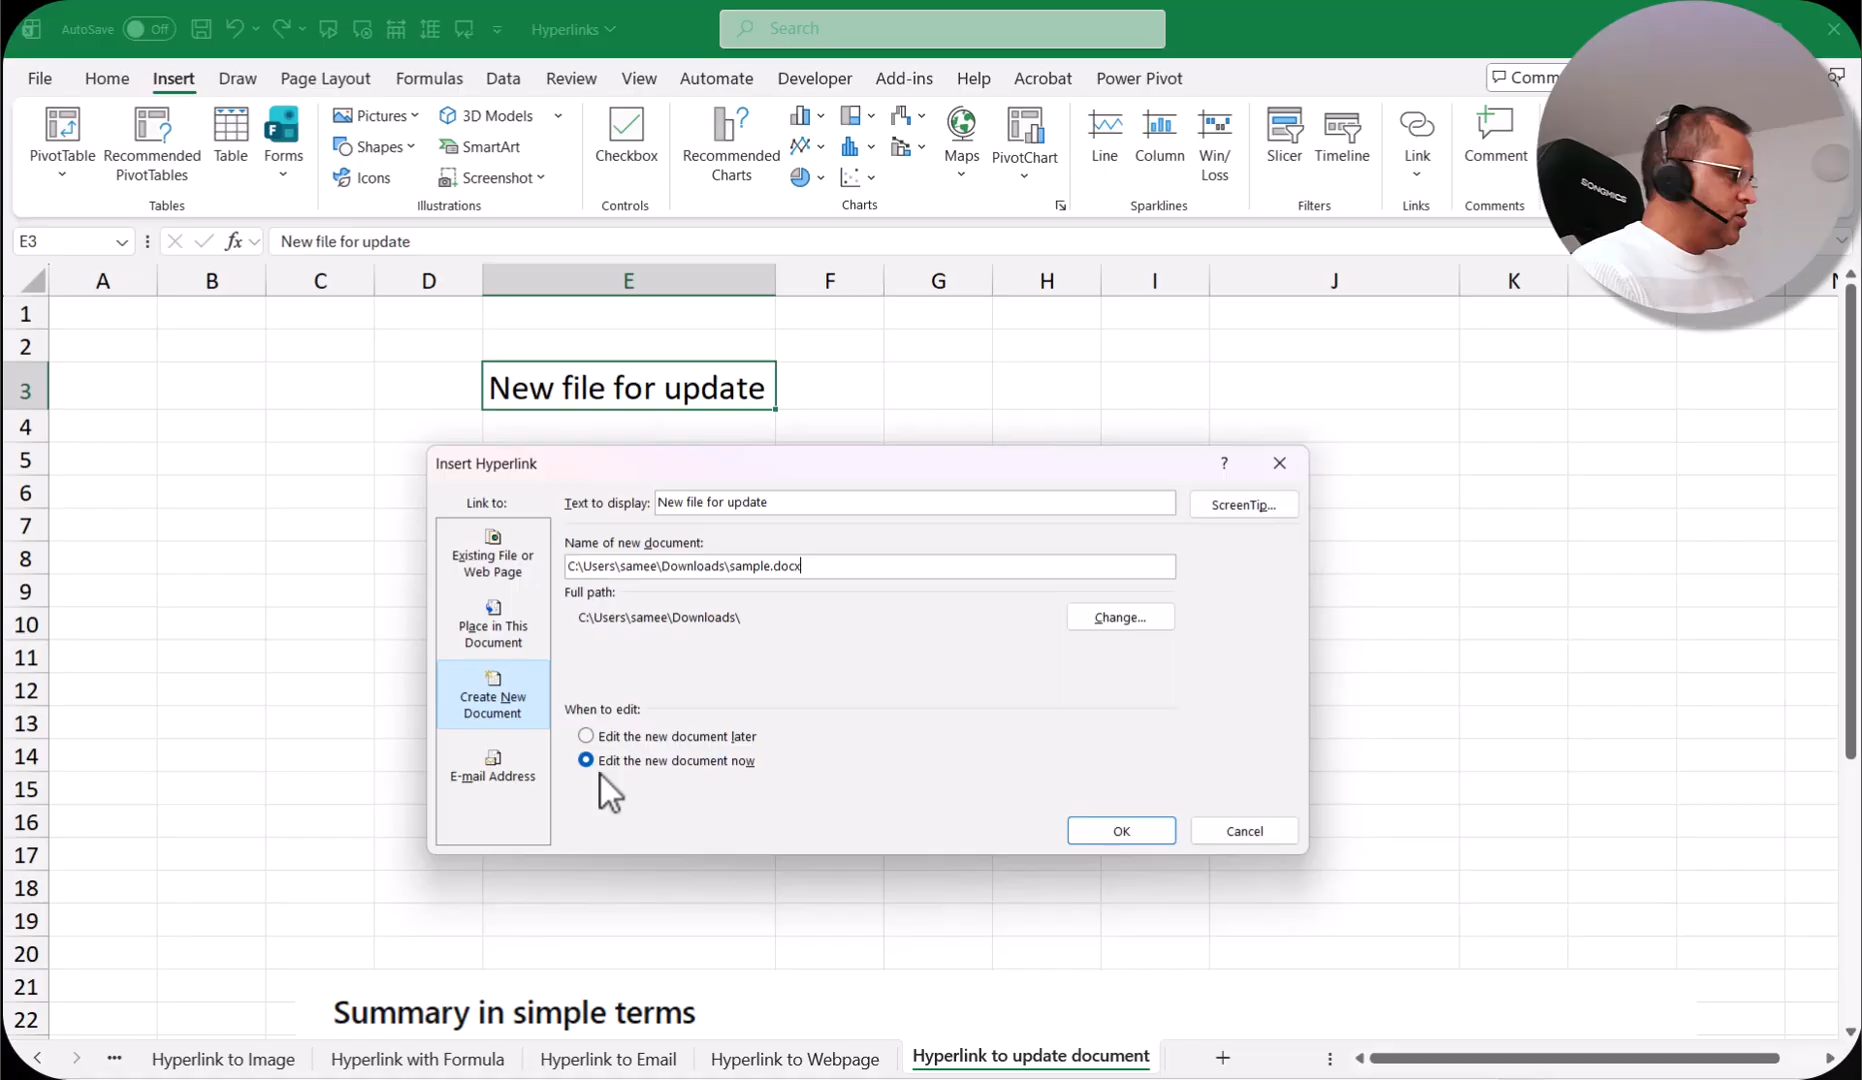 AutoSave Off Hyperlinks Search
File Home Insert Draw Page Layout Formulas Data Review View Automate Developer Add-ins Help Acrobat Power Pivot
PivotTable
Recommended
PivotTables
Table
Forms
Tables
Pictures
Shapes
Icons
3D Models
SmartArt
Screenshot
Illustrations
Checkbox
Controls
Recommended
Charts
Maps
PivotChart
Charts
Line
Column
Win/
Loss
Sparklines
Slicer
Timeline
Filters
Link
Links
Comment
Comments
SONGMICS
E3 fx New file for update
A B C D E F G H I J K
1
2
3 New file for update
4
5
6
7
8
9
10
11
12
13
14
15
16
17
18
19
20
21
22
Insert Hyperlink ?
Link to:
Existing File or
Web Page
Place in This
Document
Create New
Document
E-mail Address
Text to display: New file for update
ScreenTip...
Name of new document:
C:\Users\samee\Downloads\sample.docx
Full path:
C:\Users\samee\Downloads\
Change...
When to edit:
Edit the new document later
Edit the new document now
OK Cancel
Summary in simple terms
... Hyperlink to Image Hyperlink with Formula Hyperlink to Email Hyperlink to Webpage Hyperlink to update document +